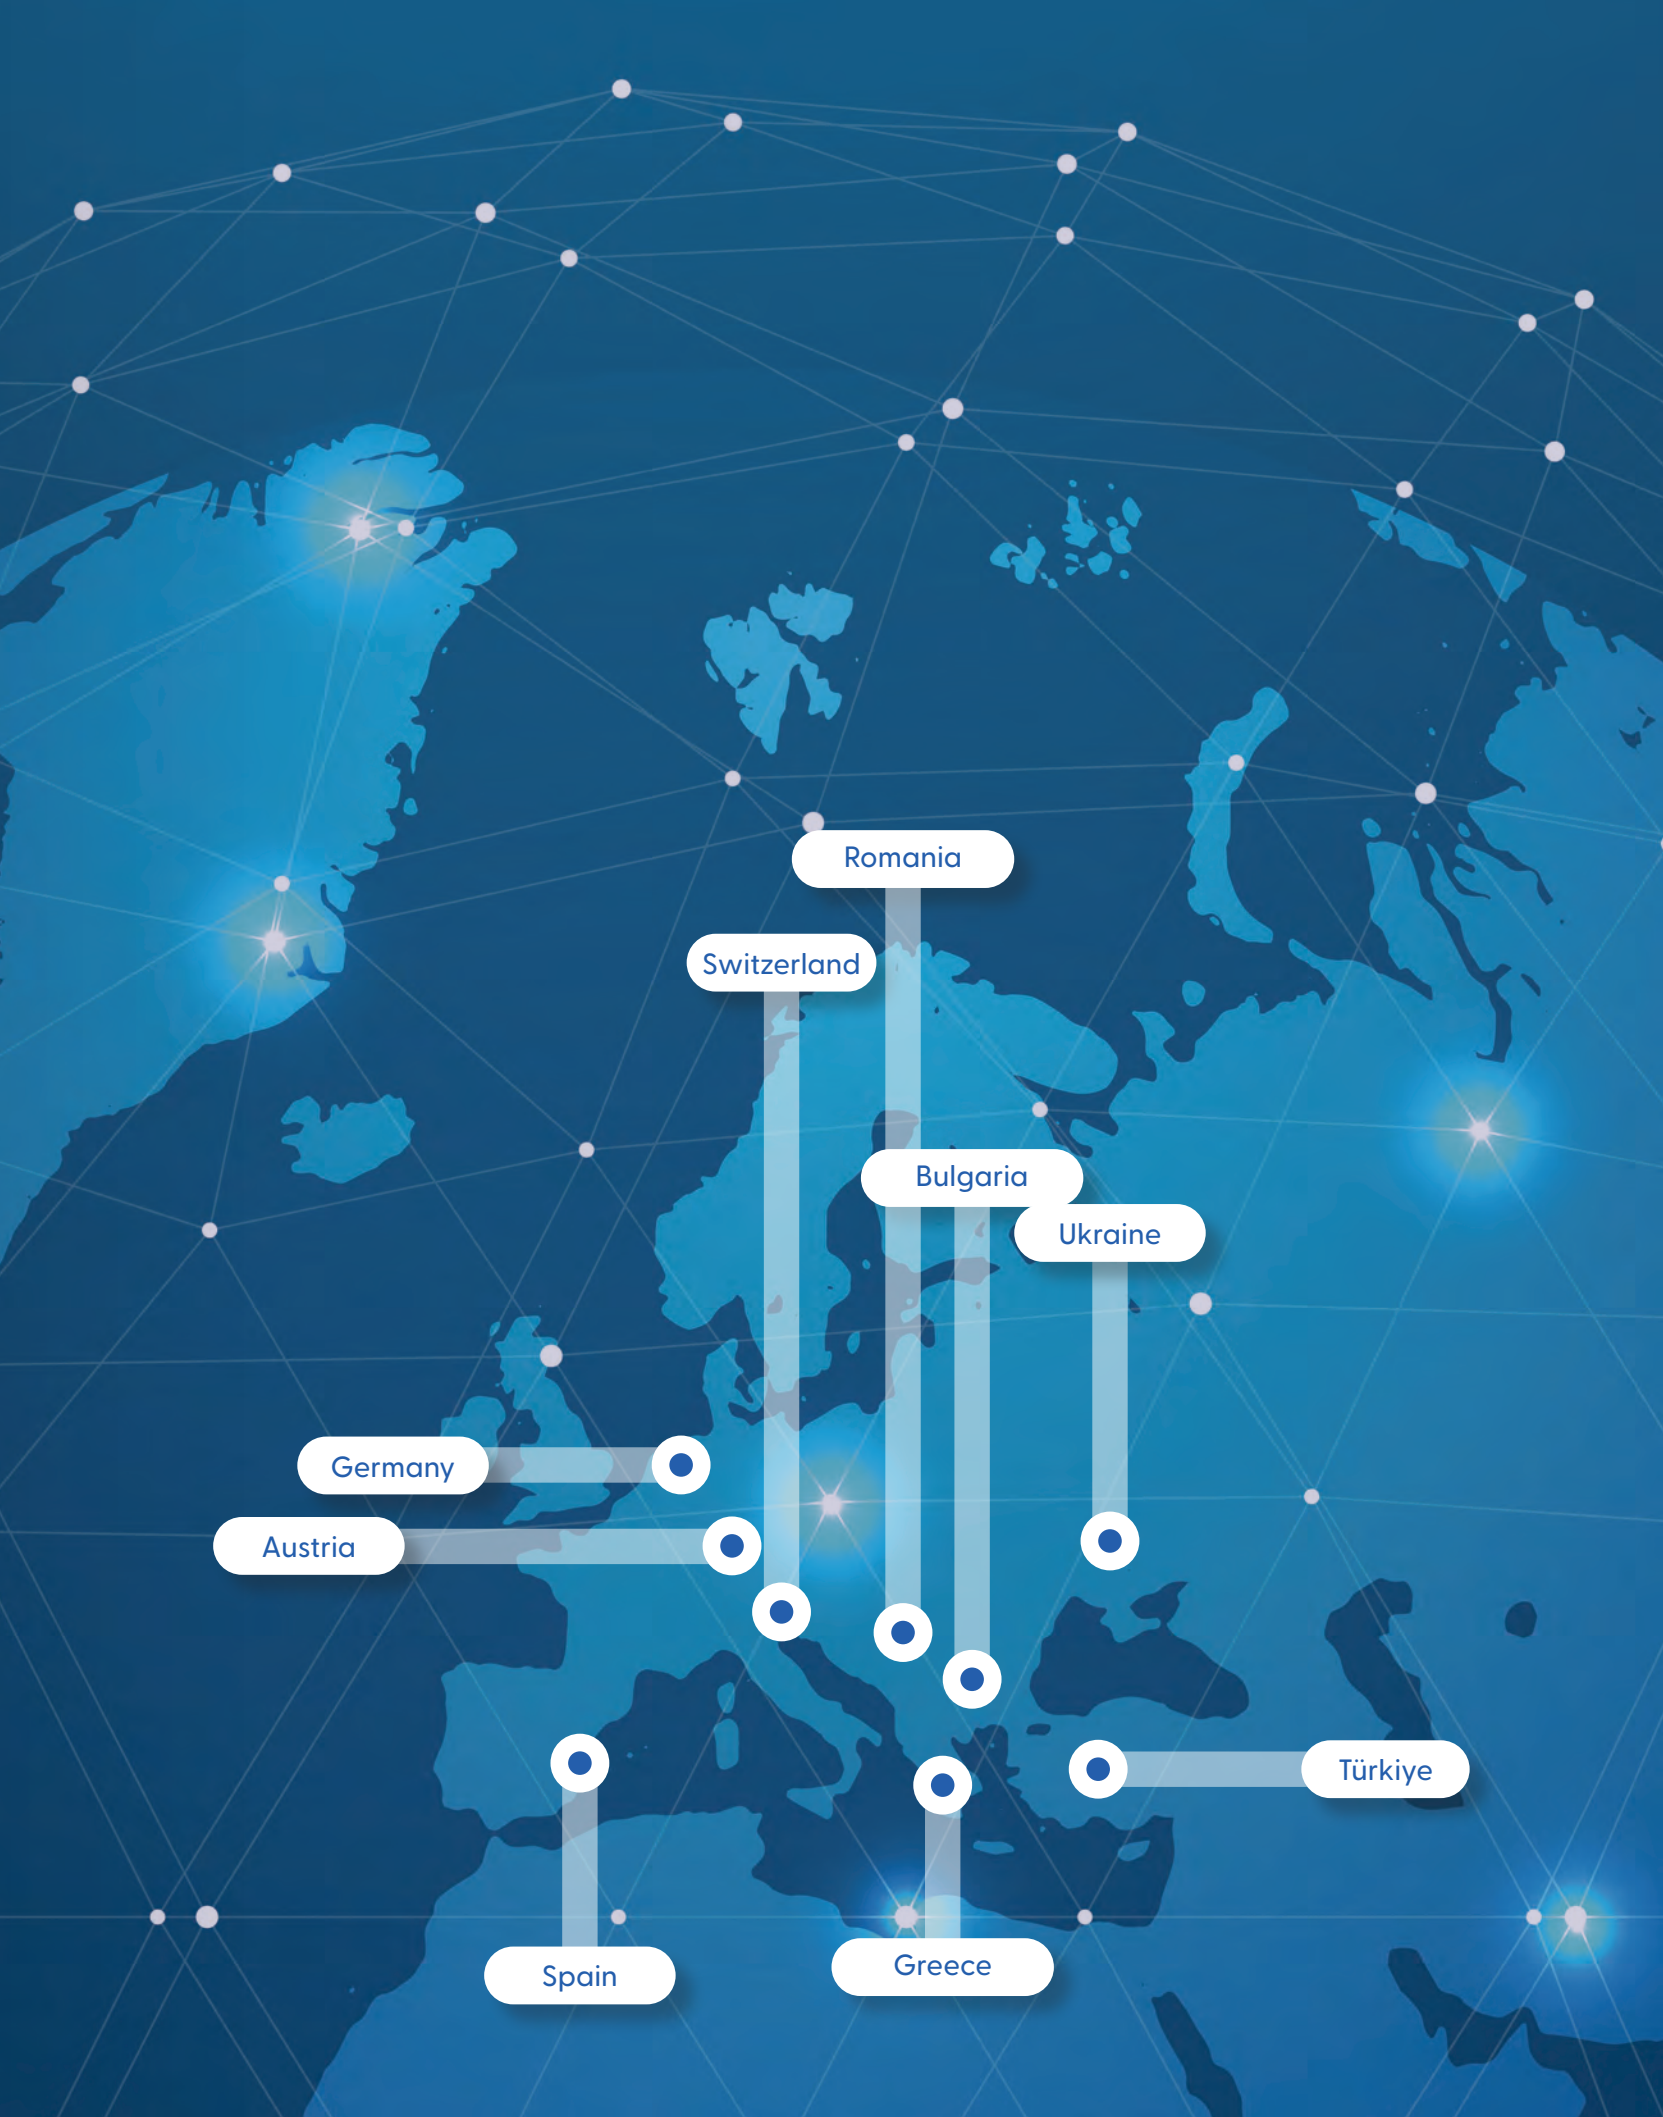 Romania
Switzerland
Bulgaria
Ukraine
Germany
Austria
Türkiye
Greece
Spain